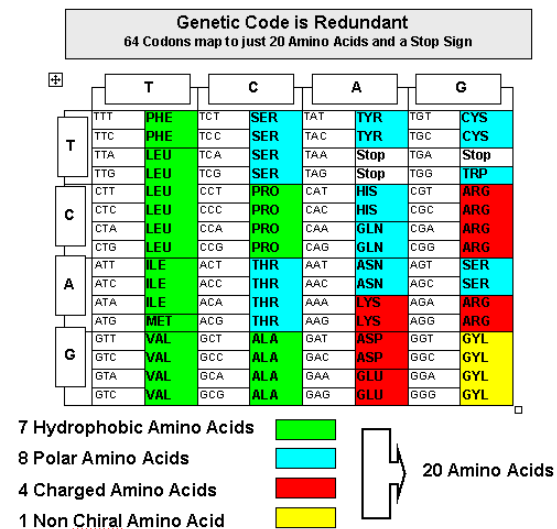 Genetic Code is Redundant
64 Codons map to just 20 Amino Acids and a Stop Sign
T C A G
T
TTT PHE TCT SER TAT TYR TGT CYS
TTC PHE TCC SER TAC TYR TGC CYS
TTA LEU TCA SER TAA Stop TGA Stop
TTG LEU TCG SER TAG Stop TGG TRP
C
CTT LEU CCT PRO CAT HIS CGT ARG
CTC LEU CCC PRO CAC HIS CGC ARG
CTA LEU CCA PRO CAA GLN CGA ARG
CTG LEU CCG PRO CAG GLN CGG ARG
A
ATT ILE ACT THR AAT ASN AGT SER
ATC ILE ACC THR AAC ASN AGC SER
ATA ILE ACA THR AAA LYS AGA ARG
ATG MET ACG THR AAG LYS AGG ARG
G
GTT VAL GCT ALA GAT ASP GGT GYL
GTC VAL GCC ALA GAC ASP GGC GYL
GTA VAL GCA ALA GAA GLU GGA GYL
GTC VAL GCG ALA GAG GLU GGG GYL
7 Hydrophobic Amino Acids
8 Polar Amino Acids
4 Charged Amino Acids
1 Non Chiral Amino Acid
20 Amino Acids